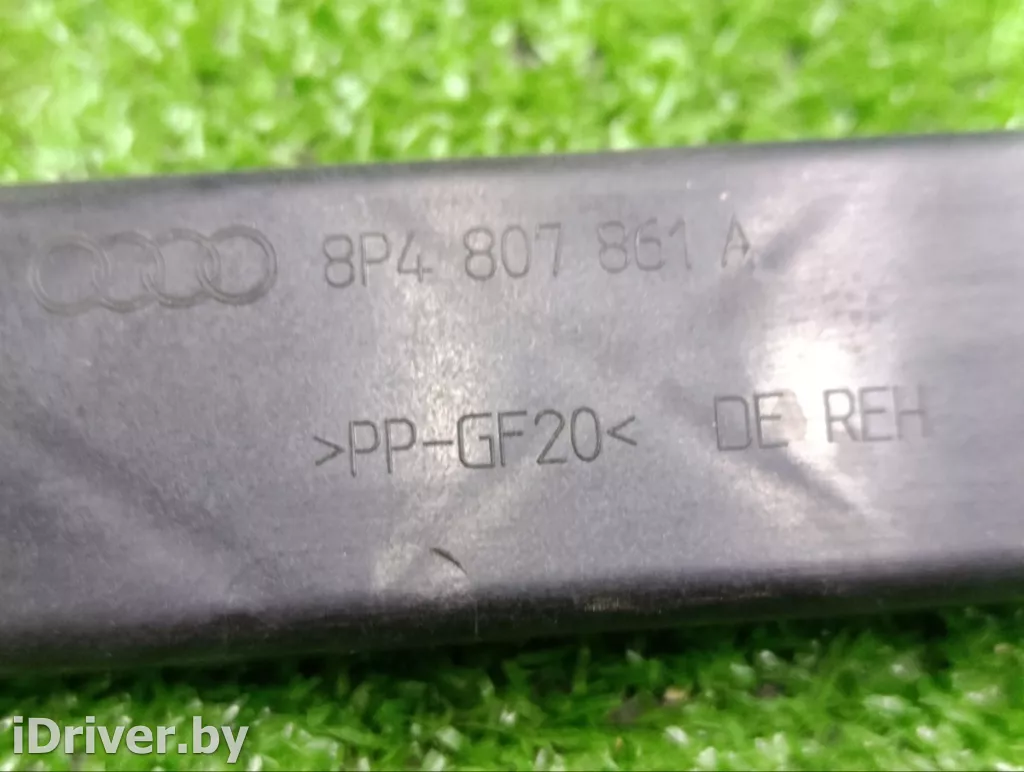 8P4 807 861 A
>PP-GF20< DE REH
iDriver.by